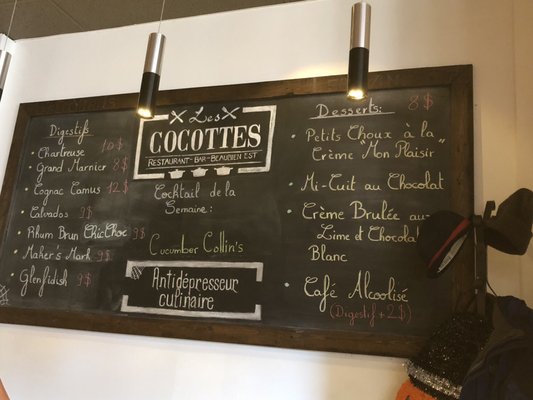 Digestifs
• Chartreuse 10$
• Grand Marnier 8$
• Cognac Camus 12$
• Calvados 9$
• Rhum Brun ChicChoc 9$
• Maker's Mark 9$
• Glenfidish 9$
Les
COCOTTES
RESTAURANT-BAR-BEAUBIEN EST
Cocktail de la
Semaine:
Cucumber Collin's
Antidépresseur
culinaire
Desserts: 8$
• Petits Choux à la
Crème "Mon Plaisir"
• Mi-Cuit au Chocolat
• Crème Brulée au
Lime et Chocolat
Blanc
• Café Alcoolisé
(Digestif + 2$)